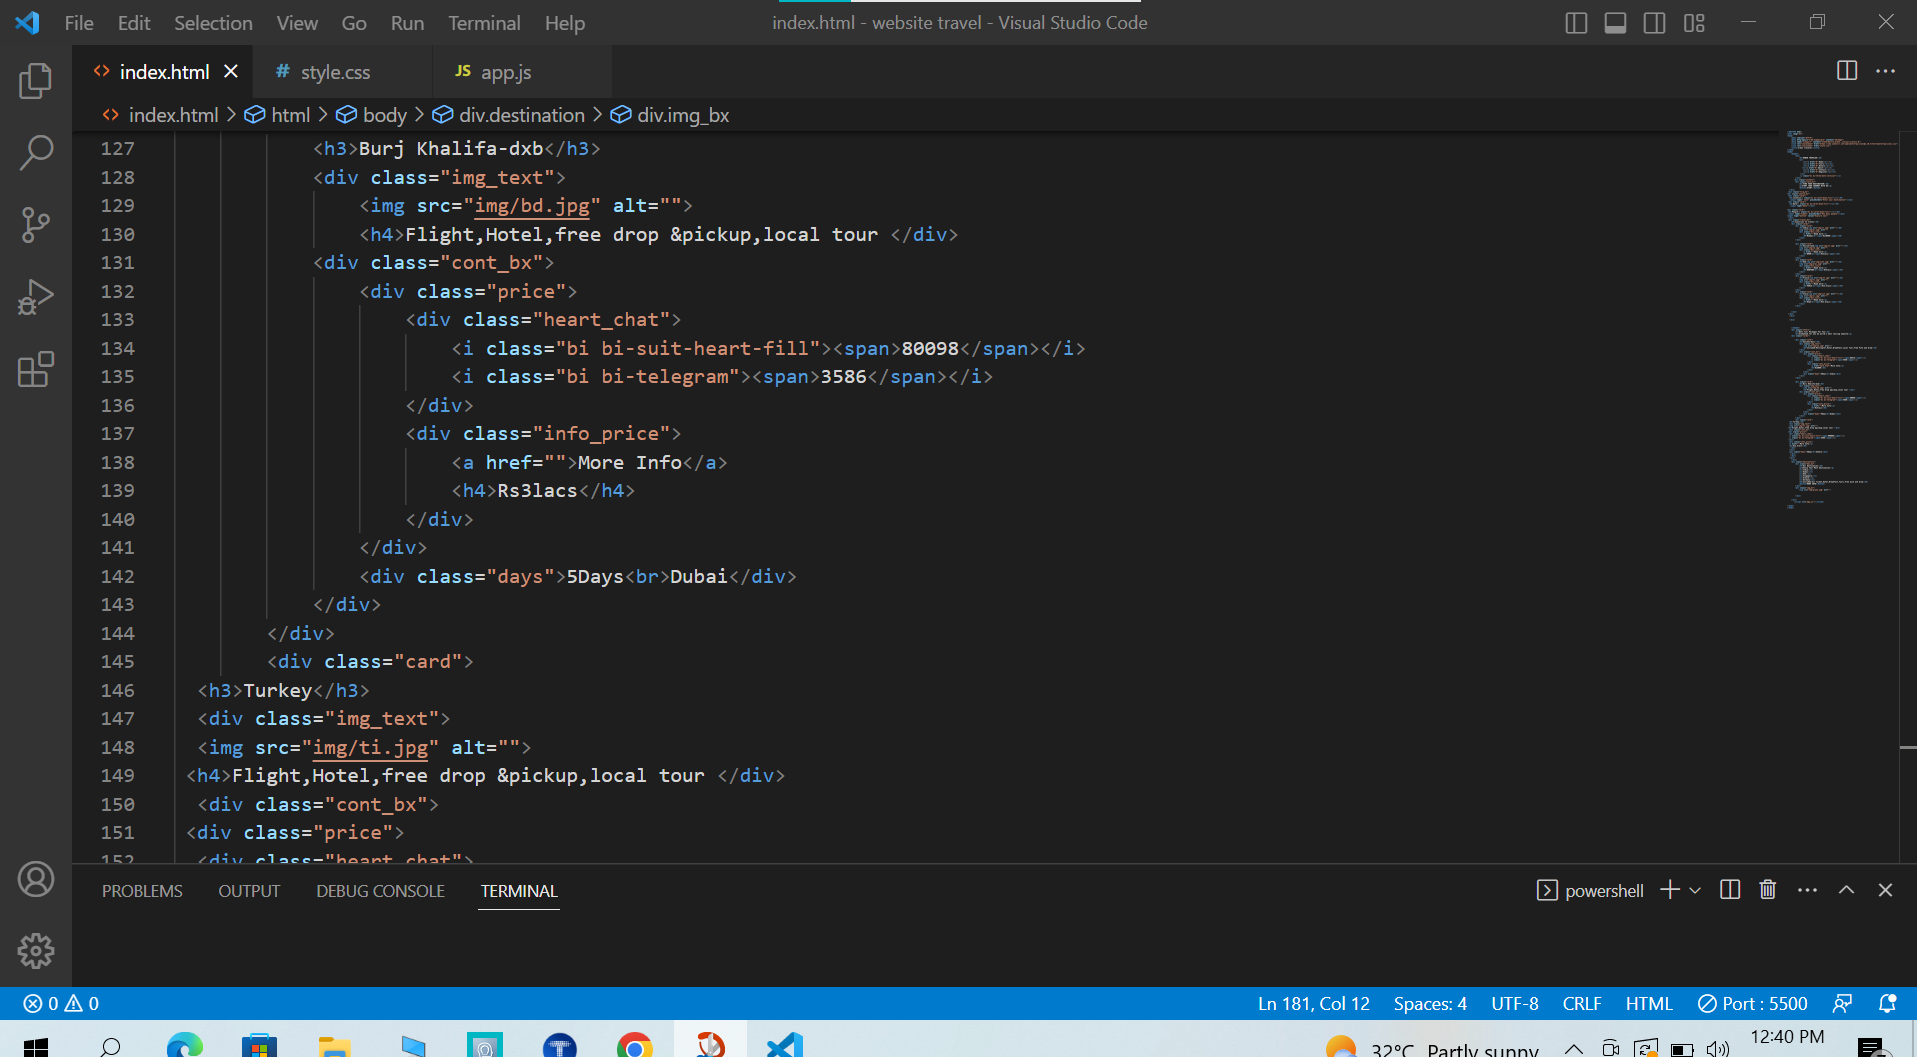 File Edit Selection View Go Run Terminal Help index.html - website travel - Visual Studio Code
index.html style.css JS app.js
index.html > html > body > div.destination > div.img_bx
127 <h3>Burj Khalifa-dxb</h3>
128 <div class="img_text">
129 <img src="img/bd.jpg" alt="">
130 <h4>Flight,Hotel,free drop &pickup,local tour </div>
131 <div class="cont_bx">
132 <div class="price">
133 <div class="heart_chat">
134 <i class="bi bi-suit-heart-fill"><span>80098</span></i>
135 <i class="bi bi-telegram"><span>3586</span></i>
136 </div>
137 <div class="info_price">
138 <a href="">More Info</a>
139 <h4>Rs3lacs</h4>
140 </div>
141 </div>
142 <div class="days">5Days<br>Dubai</div>
143 </div>
144 </div>
145 <div class="card">
146 <h3>Turkey</h3>
147 <div class="img_text">
148 <img src="img/ti.jpg" alt="">
149 <h4>Flight,Hotel,free drop &pickup,local tour </div>
150 <div class="cont_bx">
151 <div class="price">
152 <div class="heart_chat">
PROBLEMS OUTPUT DEBUG CONSOLE TERMINAL powershell
0 0 Ln 181, Col 12 Spaces: 4 UTF-8 CRLF HTML Port : 5500
32°C Partly sunny 12:40 PM